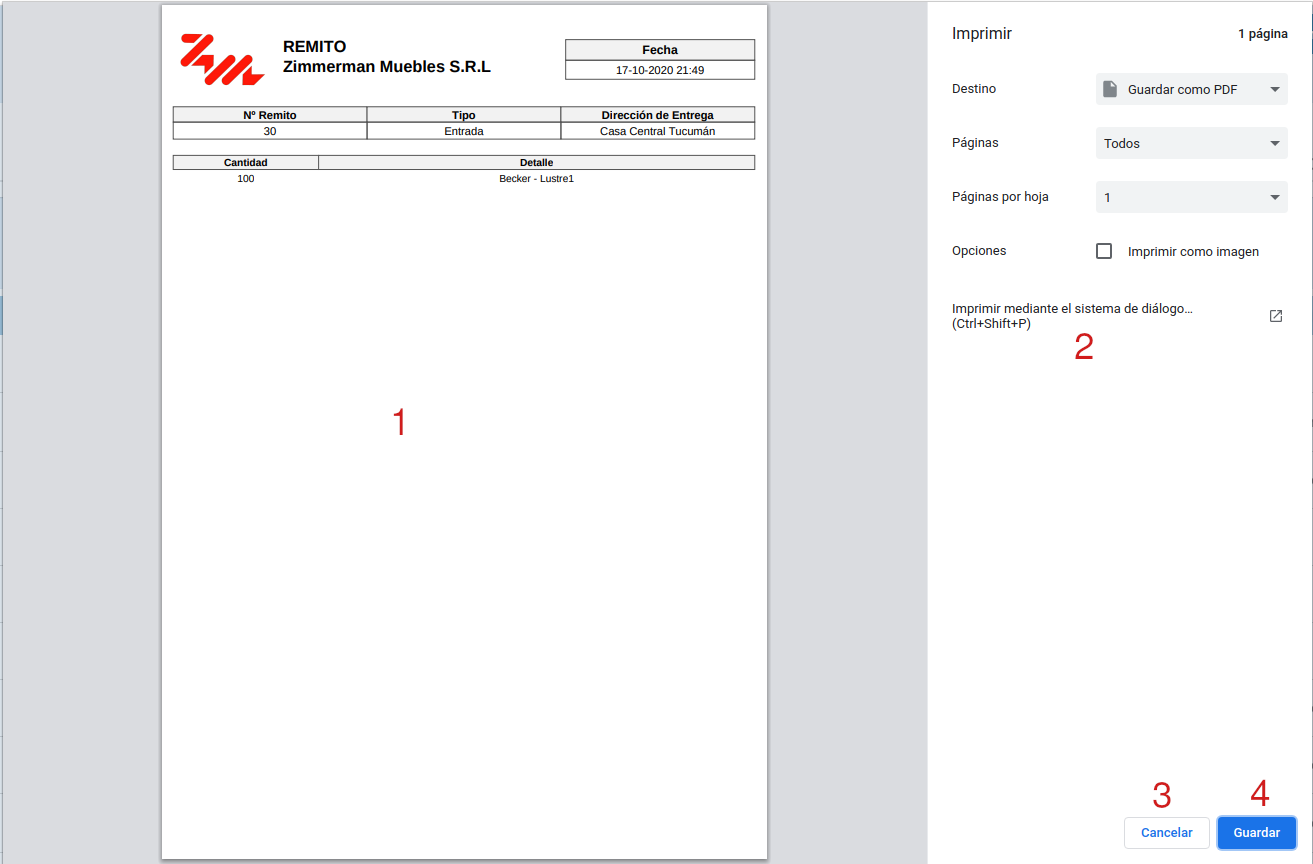 REMITO
Zimmerman Muebles S.R.L
Fecha
17-10-2020 21:49
Nº Remito Tipo Dirección de Entrega
30 Entrada Casa Central Tucumán
Cantidad Detalle
100 Becker - Lustre1
1
Imprimir 1 página
Destino Guardar como PDF
Páginas Todos
Páginas por hoja 1
Opciones Imprimir como imagen
Imprimir mediante el sistema de diálogo...
(Ctrl+Shift+P)
2
3 4
Cancelar Guardar